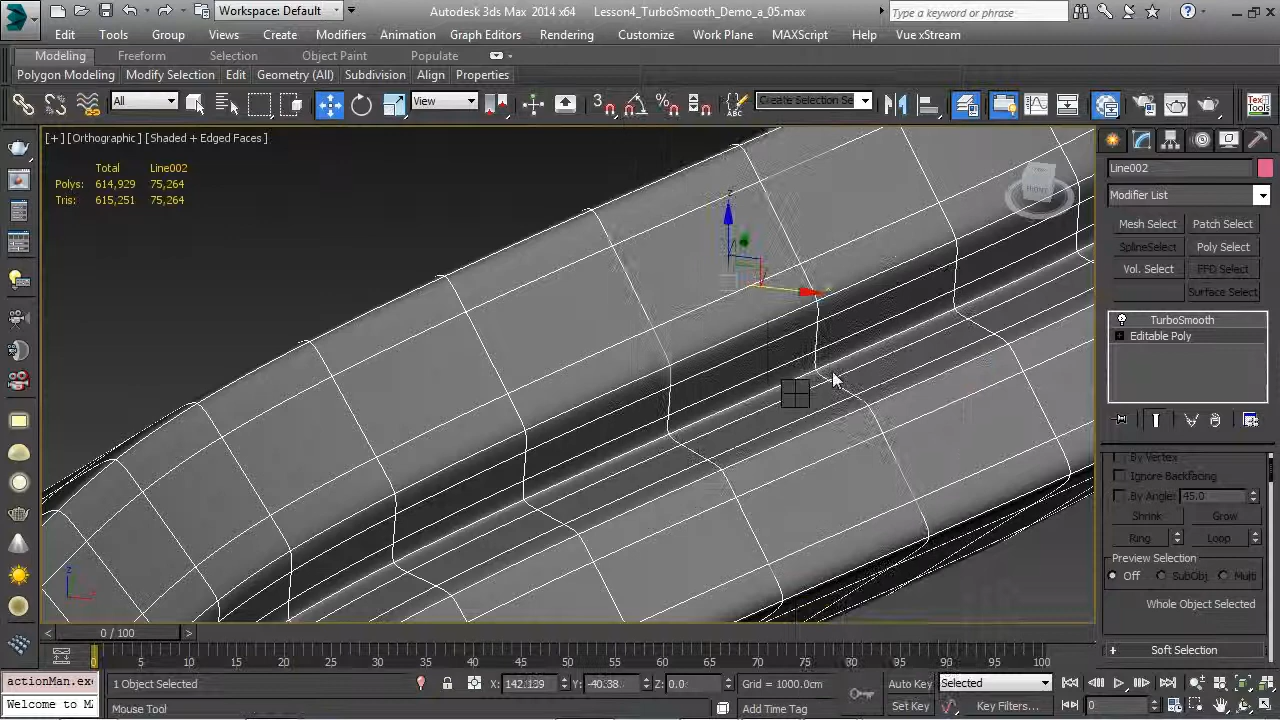 Workspace: Default
Autodesk 3ds Max 2014 x64 Lesson4_TurboSmooth_Demo_a_05.max
Type a keyword or phrase
Edit Tools Group Views Create Modifiers Animation Graph Editors Rendering Customize Work Plane MAXScript Help Vue xStream
Modeling Freeform Selection Object Paint Populate
Polygon Modeling Modify Selection Edit Geometry (All) Subdivision Align Properties
All View 3 ABC Create Selection Se Tex Tools
[+] [Orthographic] [Shaded + Edged Faces]
Total Line002
Polys: 614,929 75,264
Tris: 615,251 75,264
FRONT
z
x
z
Line002
Modifier List
Mesh Select Patch Select
SplineSelect Poly Select
Vol. Select FFD Select
Surface Select
TurboSmooth
Editable Poly
By Vertex
Ignore Backfacing
By Angle: 45.0
Shrink Grow
Ring Loop
Preview Selection
Off SubObj Multi
Whole Object Selected
+ Soft Selection
< 0 / 100 >
0 5 10 15 20 25 30 35 40 45 50 55 60 65 70 75 80 85 90 95 100
actionMan.exe 1 Object Selected X: 142.139 Y: -40.38 Z: 0.0 Grid = 1000.0cm Auto Key Selected
Welcome to M Mouse Tool Add Time Tag Set Key Key Filters... 0